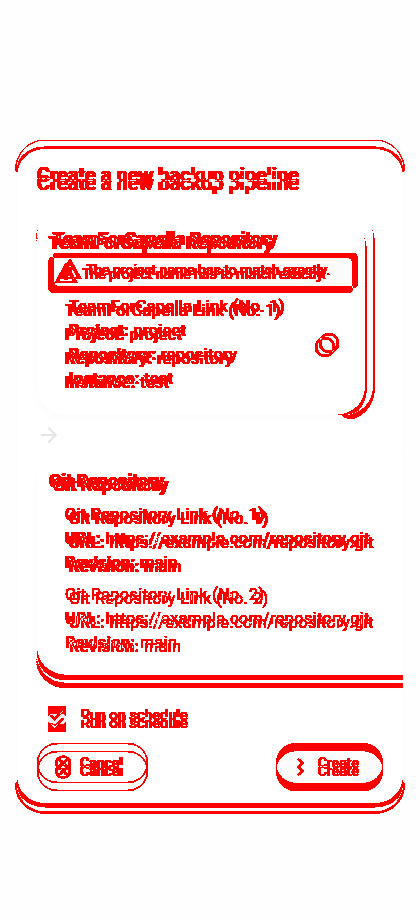 Create a new backup pipeline
TeamForCapella Repository
The project name has to match exactly.
TeamForCapella Link (No. 1)
Project: project
Repository: repository
Instance: test
Git Repository
Git Repository Link (No. 1)
URL: https://example.com/repository.git
Revision: main
Git Repository Link (No. 2)
URL: https://example.com/repository.git
Revision: main
Run on schedule
Cancel
Create